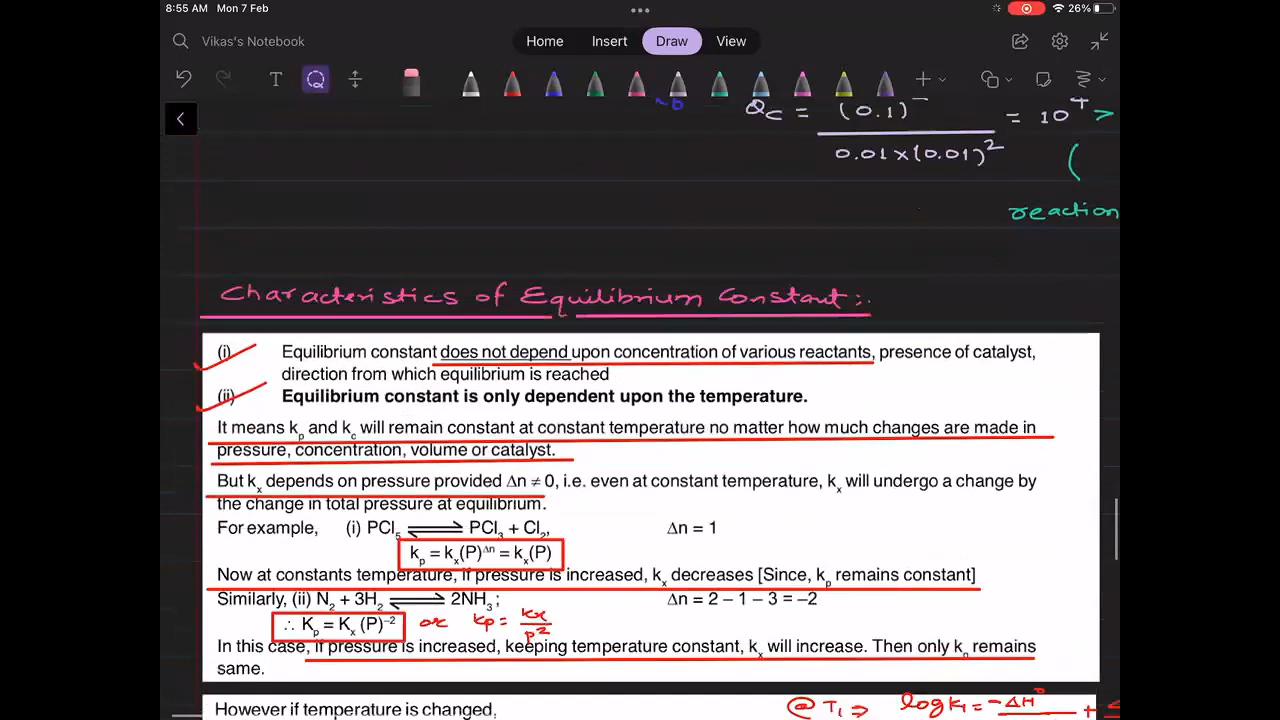 8:55 AM Mon 7 Feb
26%
Vikas's Notebook
Home Insert Draw View
Qc = (0.1) = 10 >
0.01 x (0.01)²
(
reaction
Characteristics of Equilibrium Constant:.
(i) Equilibrium constant does not depend upon concentration of various reactants, presence of catalyst,
direction from which equilibrium is reached
(ii) Equilibrium constant is only dependent upon the temperature.
It means kp and kc will remain constant at constant temperature no matter how much changes are made in
pressure, concentration, volume or catalyst.
But kx depends on pressure provided Δn ≠ 0, i.e. even at constant temperature, kx will undergo a change by
the change in total pressure at equilibrium.
For example, (i) PCl5 ⇌ PCl3 + Cl2, Δn = 1
kp = kx(P)^Δn = kx(P)
Now at constants temperature, if pressure is increased, kx decreases [Since, kp remains constant]
Similarly, (ii) N2 + 3H2 ⇌ 2NH3 ; Δn = 2 – 1 – 3 = –2
∴ Kp = Kx (P)⁻² or kp = kx/p²
In this case, if pressure is increased, keeping temperature constant, kx will increase. Then only kp remains
same.
However if temperature is changed,
@ T1 ⇒ log k1 = -ΔH° +